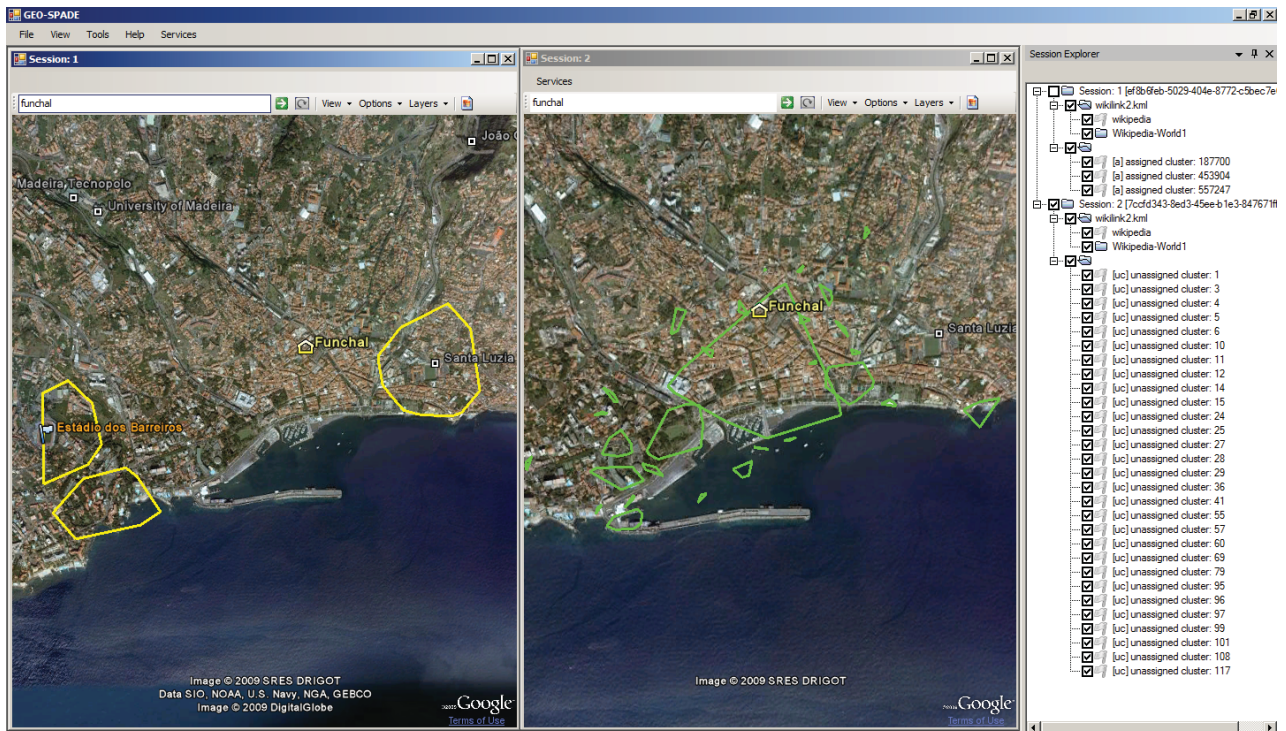 GEO-SPADE
File View Tools Help Services
Session: 1
funchal
View Options Layers
João
Madeira Tecnopolo
University of Madeira
Funchal
Santa Luzia
Estádio dos Barreiros
Image © 2009 SRES DRIGOT
Data SIO, NOAA, U.S. Navy, NGA, GEBCO
Image © 2009 DigitalGlobe
Google
Terms of Use
Session: 2
Services
funchal
View Options Layers
Funchal
Santa Luzia
Image © 2009 SRES DRIGOT
Google
Terms of Use
Session Explorer
Session: 1 [ef8b6feb-5029-404e-8772-c5bec7e
wikilink2.kml
wikipedia
Wikipedia-World1
[a] assigned cluster: 187700
[a] assigned cluster: 453904
[a] assigned cluster: 557247
Session: 2 [7ccfd343-8ed3-45ee-b1e3-847671ff
wikilink2.kml
wikipedia
Wikipedia-World1
[uc] unassigned cluster: 1
[uc] unassigned cluster: 3
[uc] unassigned cluster: 4
[uc] unassigned cluster: 5
[uc] unassigned cluster: 6
[uc] unassigned cluster: 10
[uc] unassigned cluster: 11
[uc] unassigned cluster: 12
[uc] unassigned cluster: 14
[uc] unassigned cluster: 15
[uc] unassigned cluster: 24
[uc] unassigned cluster: 25
[uc] unassigned cluster: 27
[uc] unassigned cluster: 28
[uc] unassigned cluster: 29
[uc] unassigned cluster: 36
[uc] unassigned cluster: 41
[uc] unassigned cluster: 55
[uc] unassigned cluster: 57
[uc] unassigned cluster: 60
[uc] unassigned cluster: 69
[uc] unassigned cluster: 79
[uc] unassigned cluster: 95
[uc] unassigned cluster: 96
[uc] unassigned cluster: 97
[uc] unassigned cluster: 99
[uc] unassigned cluster: 101
[uc] unassigned cluster: 108
[uc] unassigned cluster: 117